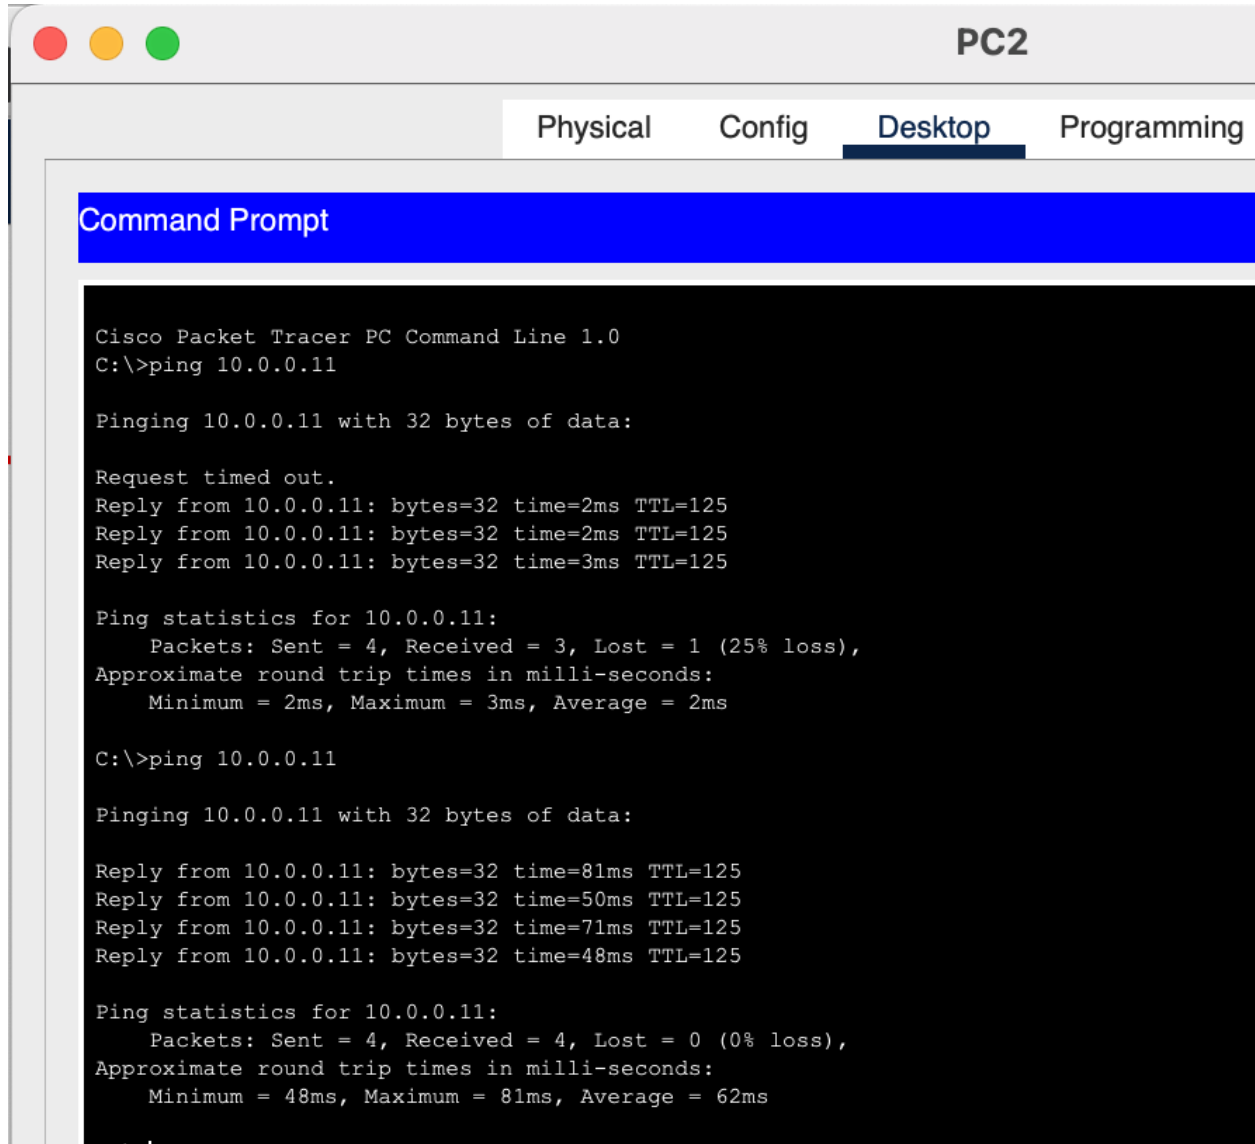 PC2
Physical Config Desktop Programming
Command Prompt
Cisco Packet Tracer PC Command Line 1.0
C:\>ping 10.0.0.11
Pinging 10.0.0.11 with 32 bytes of data:
Request timed out.
Reply from 10.0.0.11: bytes=32 time=2ms TTL=125
Reply from 10.0.0.11: bytes=32 time=2ms TTL=125
Reply from 10.0.0.11: bytes=32 time=3ms TTL=125
Ping statistics for 10.0.0.11:
Packets: Sent = 4, Received = 3, Lost = 1 (25% loss),
Approximate round trip times in milli-seconds:
Minimum = 2ms, Maximum = 3ms, Average = 2ms
C:\>ping 10.0.0.11
Pinging 10.0.0.11 with 32 bytes of data:
Reply from 10.0.0.11: bytes=32 time=81ms TTL=125
Reply from 10.0.0.11: bytes=32 time=50ms TTL=125
Reply from 10.0.0.11: bytes=32 time=71ms TTL=125
Reply from 10.0.0.11: bytes=32 time=48ms TTL=125
Ping statistics for 10.0.0.11:
Packets: Sent = 4, Received = 4, Lost = 0 (0% loss),
Approximate round trip times in milli-seconds:
Minimum = 48ms, Maximum = 81ms, Average = 62ms